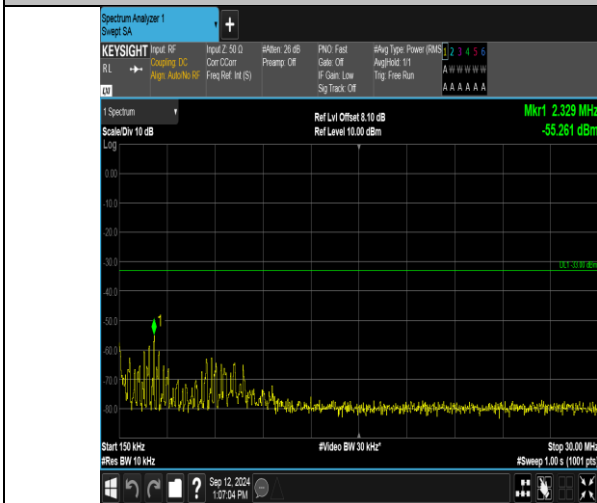 Spectrum Analyzer 1
Swept SA
+
KEYSIGHT
RL
Input: RF
Coupling: DC
Align: Auto/No RF
Input Z: 50 Ω
Corr CCorr
Freq Ref: Int (S)
#Atten: 26 dB
Preamp: Off
PNO: Fast
Gate: Off
IF Gain: Low
Sig Track: Off
#Avg Type: Power (RMS
Avg|Hold: 1/1
Trig: Free Run
1 2 3 4 5 6
A W W W W W
A A A A A A
1 Spectrum
Scale/Div 10 dB
Log
Ref Lvl Offset 8.10 dB
Ref Level 10.00 dBm
Mkr1 2.329 MHz
-55.261 dBm
0.00
-10.0
-20.0
-30.0
DL1 -33.00 dBm
-40.0
-50.0
1
-60.0
-70.0
-80.0
Start 150 kHz
#Video BW 30 kHz*
Stop 30.00 MHz
#Res BW 10 kHz
#Sweep 1.00 s (1001 pts)
?
Sep 12, 2024
1:07:04 PM